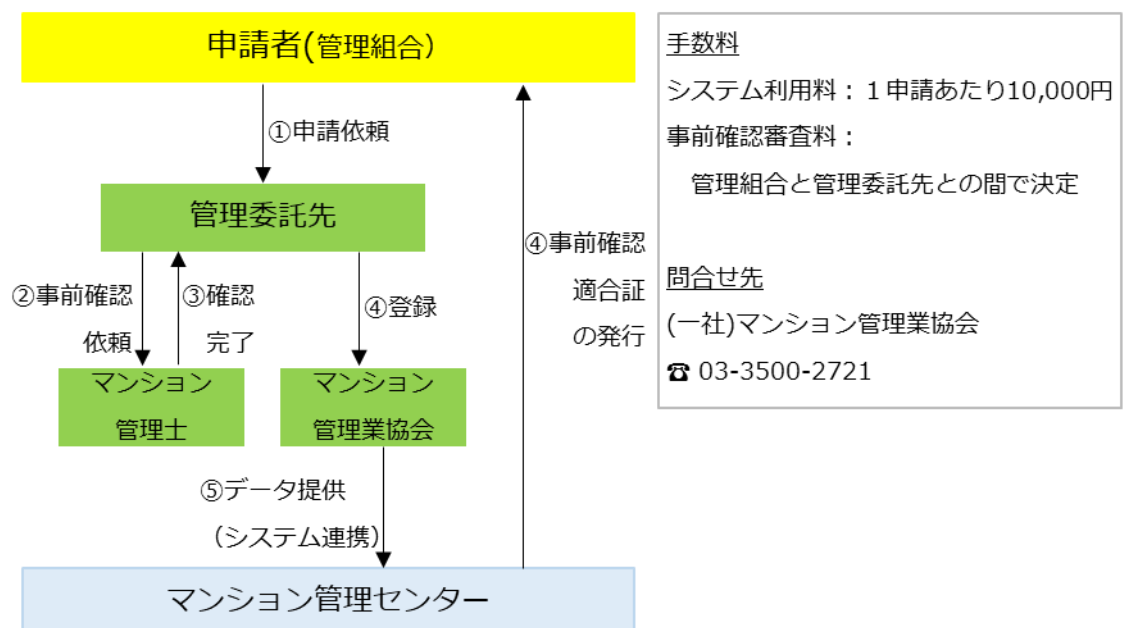 申請者(管理組合）
①申請依頼
管理委託先
②事前確認
依頼
③確認
完了
④登録
④事前確認
適合証
の発行
マンション
管理士
マンション
管理業協会
⑤データ提供
（システム連携）
マンション管理センター
手数料
システム利用料：１申請あたり10,000円
事前確認審査料：
管理組合と管理委託先との間で決定
問合せ先
(一社)マンション管理業協会
☎ 03-3500-2721